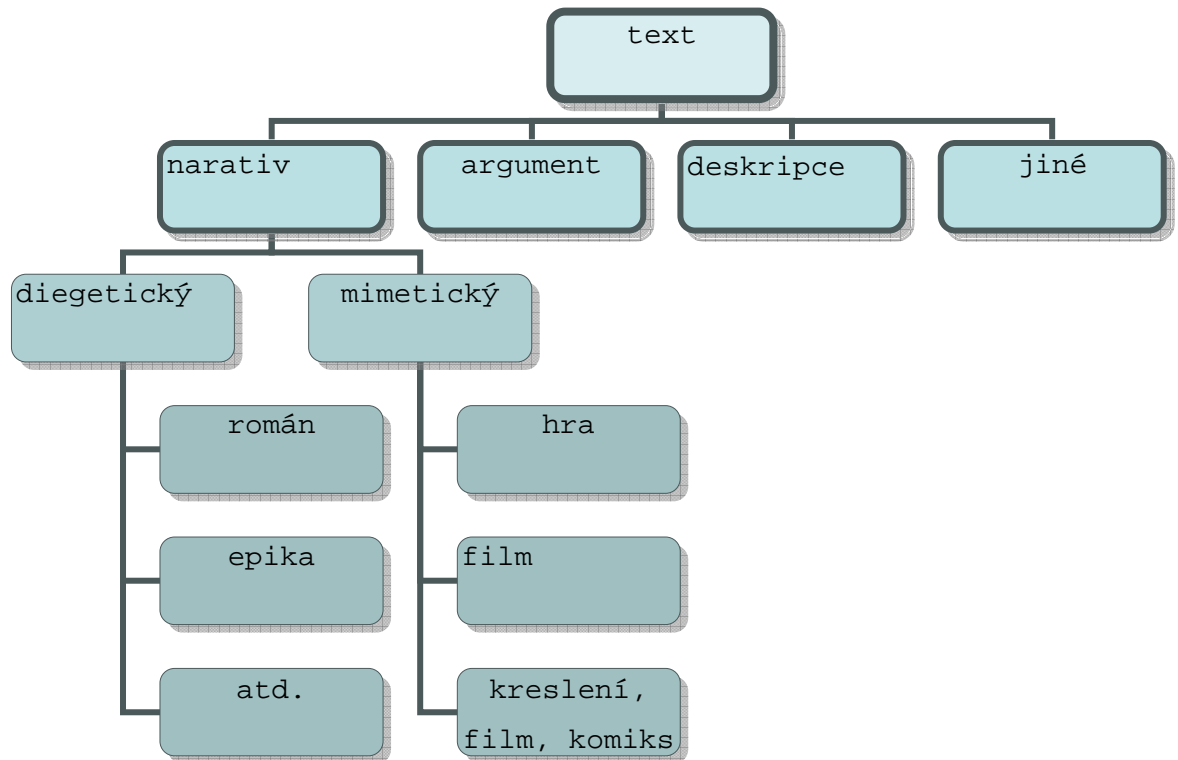 text
narativ
argument
deskripce
jiné
diegetický
mimetický
román
hra
epika
film
atd.
kreslení,
film, komiks